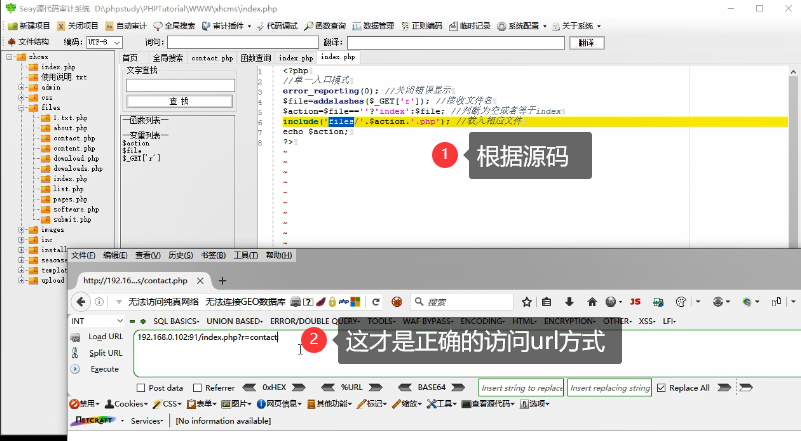 Seay源代码审计系统 D:\phpstudy\PHPTutorial\WWW\xhcms\index.php
新建项目 关闭项目 自动审计 全局搜索 审计插件 代码调试 函数查询 数据管理 正则编码 临时记录 系统配置 关于系统
文件结构 编码: UTF-8 词句: 翻译: 翻译
首页 全局搜索 contact.php 函数查询 index.php index.php
xhcms
index.php
使用说明.txt
admin
css
files
1.txt.php
about.php
contact.php
content.php
download.php
downloads.php
index.php
list.php
pages.php
software.php
submit.php
images
inc
install
seacmse
templat
upload
文字查找
查 找
—函数列表—
—变量列表—
$action
$file
$_GET['r']
1 <?php
2 //单一入口模式
3 error_reporting(0); //关闭错误显示
4 $file=addslashes($_GET['r']); //接收文件名
5 $action=$file==''?'index':$file; //判断为空或者等于index
6 include('files/'.$action.'.php'); //载入相应文件
7 echo $action;
8 ?>
1 根据源码
文件(F) 编辑(E) 查看(V) 历史(S) 书签(B) 工具(T) 帮助(H)
http://192.16...s/contact.php × +
无法访问纯真网络 无法连接GEO数据库 php 搜索 JS
INT SQL BASICS UNION BASED ERROR/DOUBLE QUERY TOOLS WAF BYPASS ENCODING HTML ENCRYPTION OTHER XSS LFI
Load URL 192.168.0.102:91/index.php?r=contact
Split URL
Execute
2 这才是正确的访问url方式
Post data Referrer 0xHEX %URL BASE64 Insert string to replace Insert replacing string Replace All
禁用 Cookies CSS 表单 图片 网页信息 其他功能 标记 缩放 工具 查看源代码 选项
NETCRAFT Services [No information available]